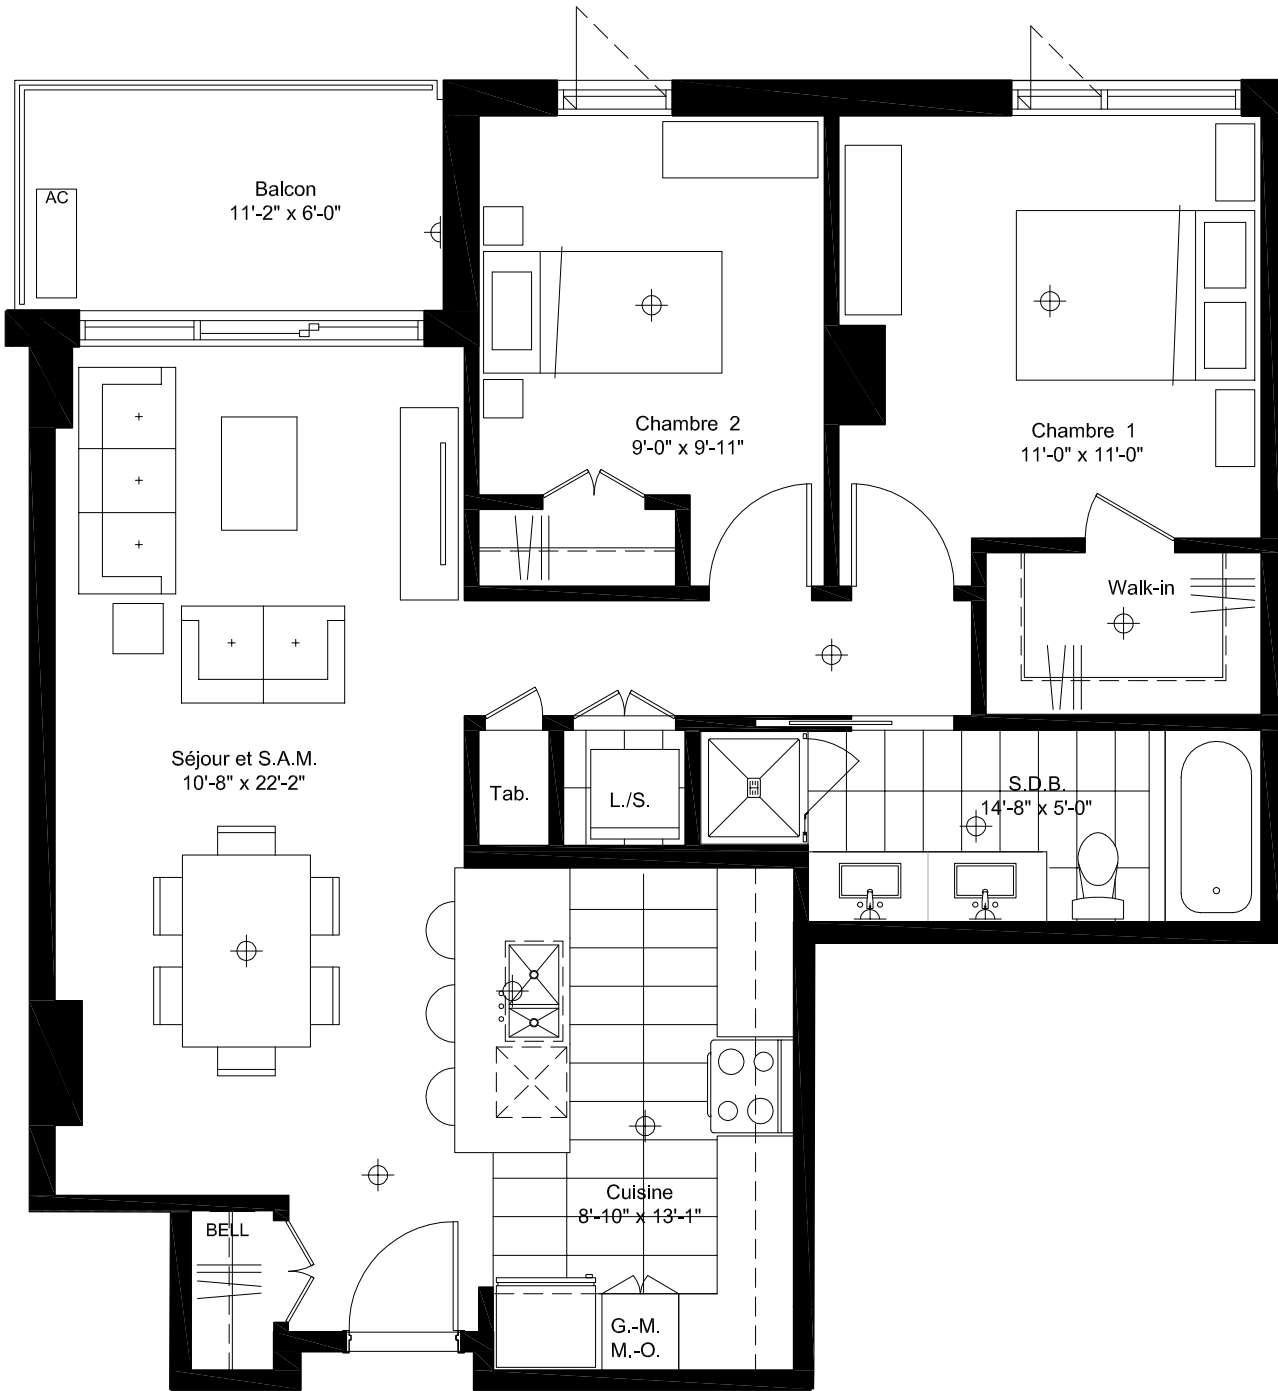 Balcon
11'-2" x 6'-0"
AC
Chambre 2
9'-0" x 9'-11"
Chambre 1
11'-0" x 11'-0"
Walk-in
Séjour et S.A.M.
10'-8" x 22'-2"
Tab.
L./S.
S.D.B.
14'-8" x 5'-0"
Cuisine
8'-10" x 13'-1"
BELL
G.-M.
M.-O.